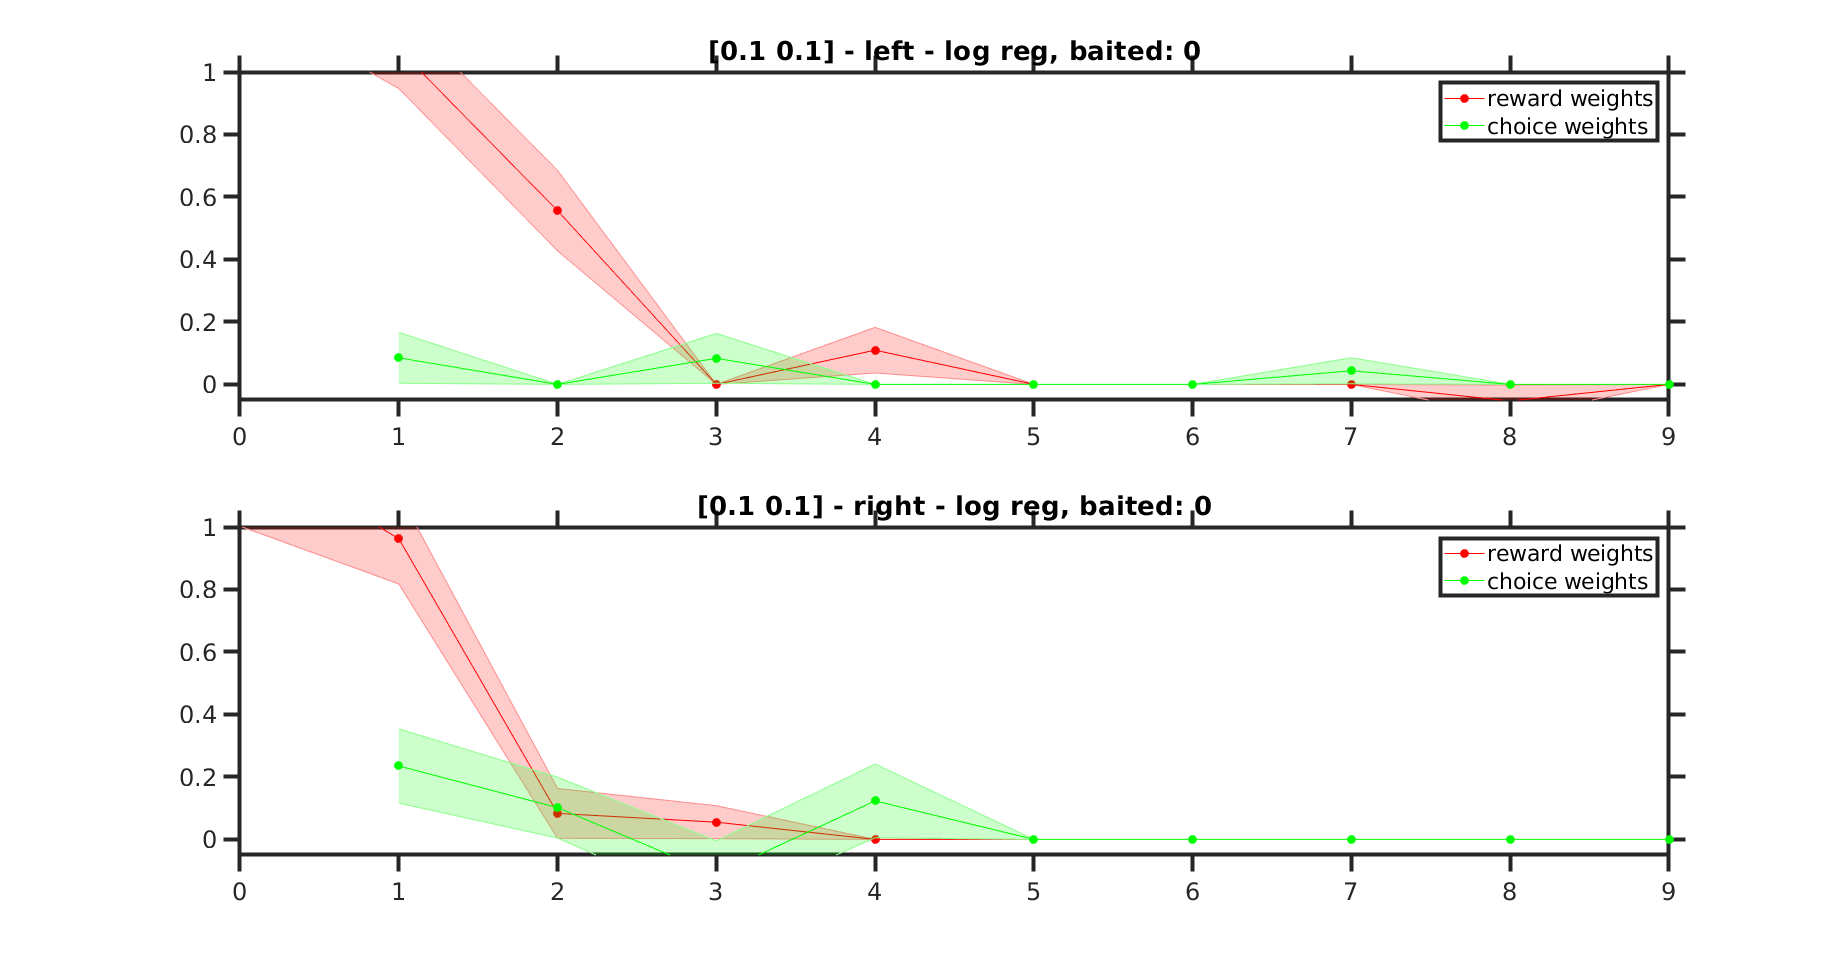 [0.1 0.1] - left - log reg, baited: 0
1
0.8
0.6
0.4
0.2
0
reward weights
choice weights
0 1 2 3 4 5 6 7 8 9
[0.1 0.1] - right - log reg, baited: 0
1
0.8
0.6
0.4
0.2
0
reward weights
choice weights
0 1 2 3 4 5 6 7 8 9